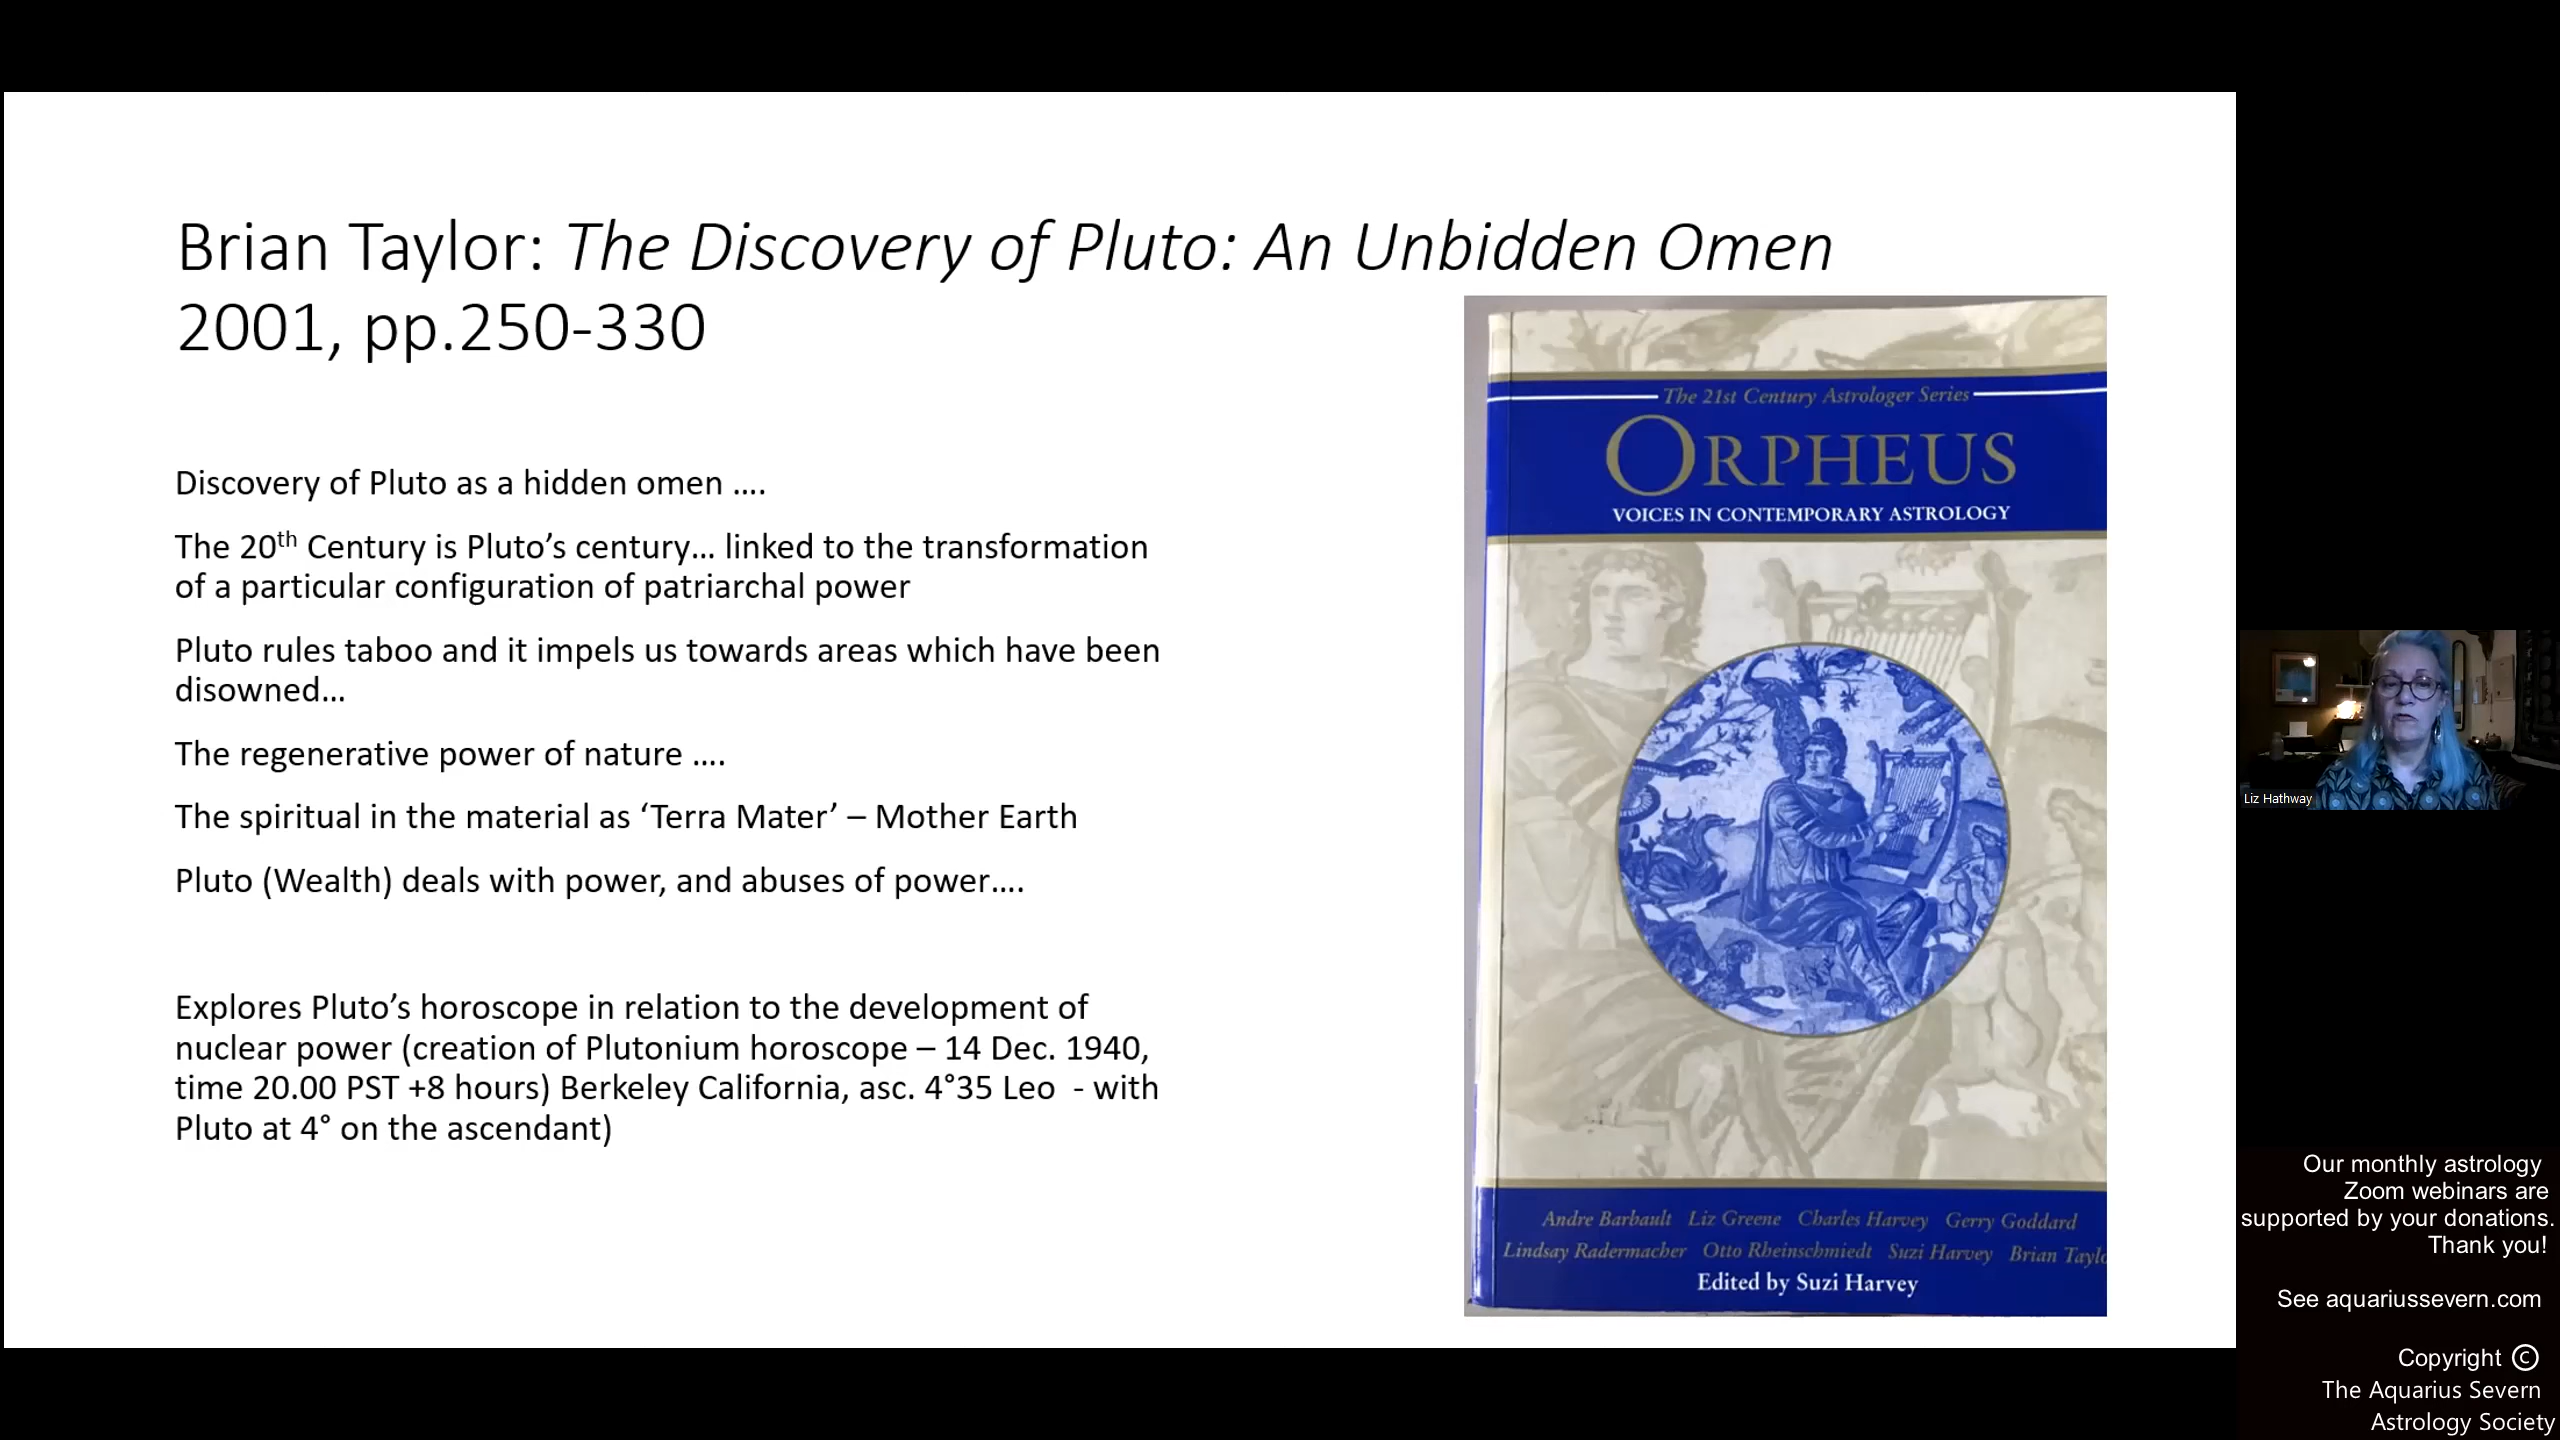 Brian Taylor: The Discovery of Pluto: An Unbidden Omen
2001, pp.250-330
Discovery of Pluto as a hidden omen ....
The 20th Century is Pluto’s century... linked to the transformation
of a particular configuration of patriarchal power
Pluto rules taboo and it impels us towards areas which have been
disowned...
The regenerative power of nature ....
The spiritual in the material as ‘Terra Mater’ – Mother Earth
Pluto (Wealth) deals with power, and abuses of power....
Explores Pluto’s horoscope in relation to the development of
nuclear power (creation of Plutonium horoscope – 14 Dec. 1940,
time 20.00 PST +8 hours) Berkeley California, asc. 4°35 Leo - with
Pluto at 4° on the ascendant)
The 21st Century Astrologer Series
ORPHEUS
VOICES IN CONTEMPORARY ASTROLOGY
Andre Barbault Liz Greene Charles Harvey Gerry Goddard
Lindsay Radermacher Otto Rheinschmiedt Suzi Harvey Brian Taylo
Edited by Suzi Harvey
Liz Hathway
Our monthly astrology
Zoom webinars are
supported by your donations.
Thank you!
See aquariussevern.com
Copyright ©
The Aquarius Severn
Astrology Society